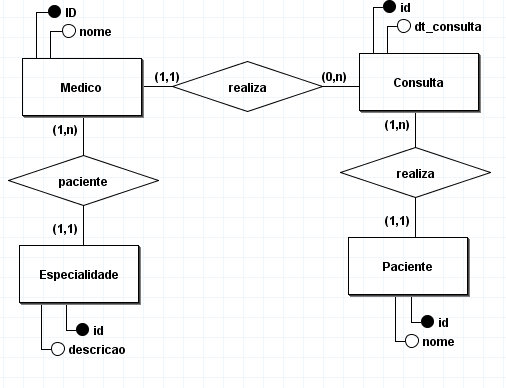 ID
nome
id
dt_consulta
Medico
(1,1)
realiza
(0,n)
Consulta
(1,n)
(1,n)
paciente
realiza
(1,1)
(1,1)
Especialidade
Paciente
id
descricao
id
nome